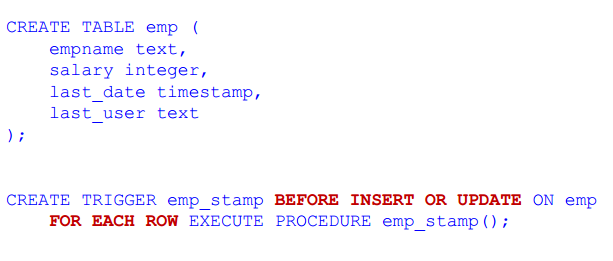 CREATE TABLE emp (
    empname text,
    salary integer,
    last_date timestamp,
    last_user text
);
CREATE TRIGGER emp_stamp BEFORE INSERT OR UPDATE ON emp
    FOR EACH ROW EXECUTE PROCEDURE emp_stamp();